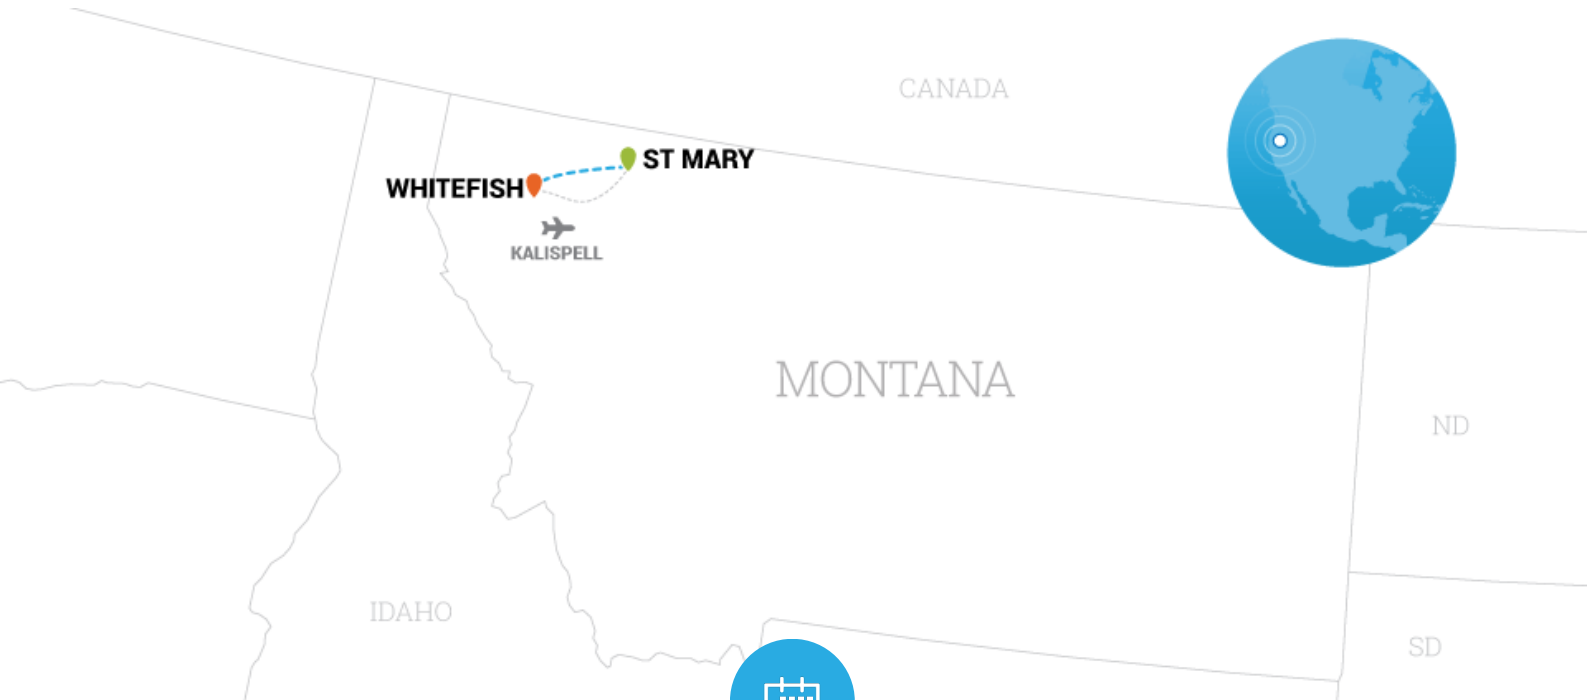 CANADA
ST MARY
WHITEFISH
KALISPELL
MONTANA
ND
IDAHO
SD